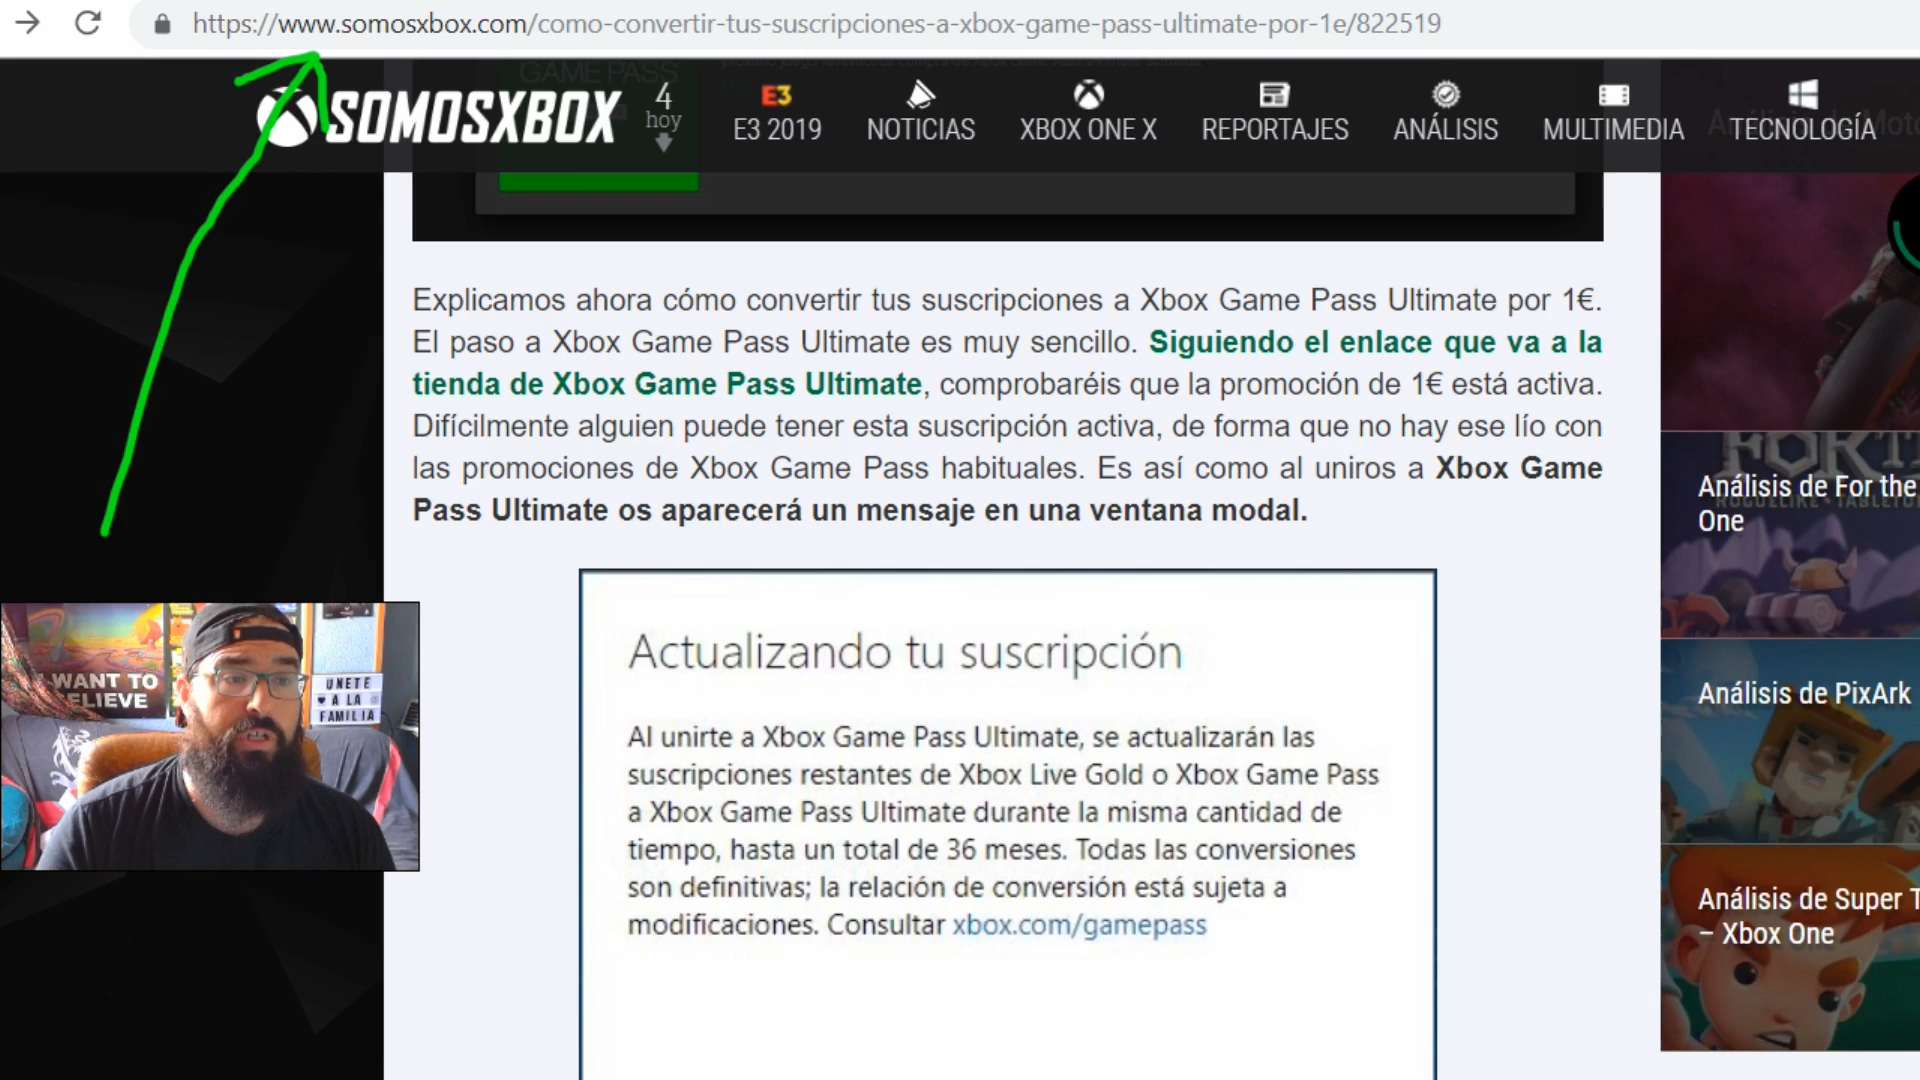 https://www.somosxbox.com/como-convertir-tus-suscripciones-a-xbox-game-pass-ultimate-por-1e/822519
GAME PASS
SOMOSXBOX
4
hoy
E3
E3 2019
NOTICIAS
XBOX ONE X
REPORTAJES
ANÁLISIS
MULTIMEDIA
TECNOLOGÍA
Explicamos ahora cómo convertir tus suscripciones a Xbox Game Pass Ultimate por 1€.
El paso a Xbox Game Pass Ultimate es muy sencillo. Siguiendo el enlace que va a la
tienda de Xbox Game Pass Ultimate, comprobaréis que la promoción de 1€ está activa.
Difícilmente alguien puede tener esta suscripción activa, de forma que no hay ese lío con
las promociones de Xbox Game Pass habituales. Es así como al uniros a Xbox Game
Pass Ultimate os aparecerá un mensaje en una ventana modal.
Actualizando tu suscripción
Al unirte a Xbox Game Pass Ultimate, se actualizarán las
suscripciones restantes de Xbox Live Gold o Xbox Game Pass
a Xbox Game Pass Ultimate durante la misma cantidad de
tiempo, hasta un total de 36 meses. Todas las conversiones
son definitivas; la relación de conversión está sujeta a
modificaciones. Consultar xbox.com/gamepass
Análisis de For the
One
Análisis de PixArk
Análisis de Super T
– Xbox One
WANT TO
ELIEVE
UNETE
♥ A LA
FAMILIA